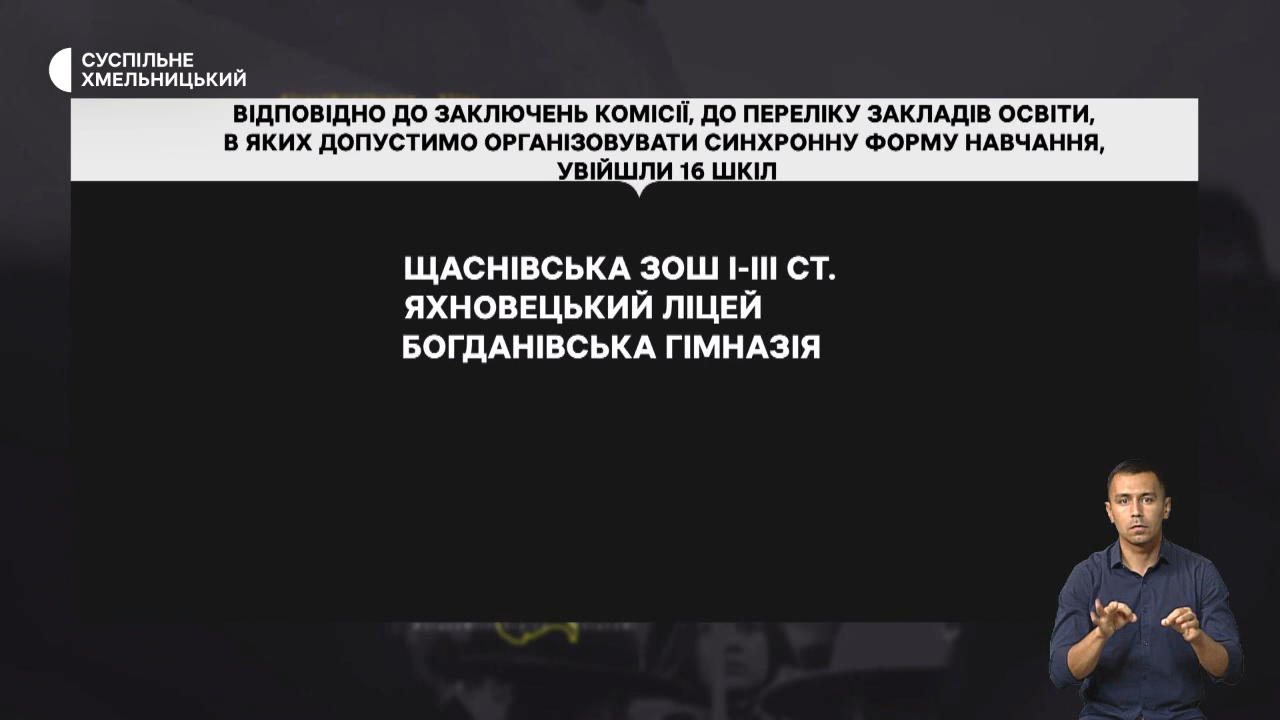 СУСПІЛЬНЕ
ХМЕЛЬНИЦЬКИЙ
ВІДПОВІДНО ДО ЗАКЛЮЧЕНЬ КОМІСІЇ, ДО ПЕРЕЛІКУ ЗАКЛАДІВ ОСВІТИ,
В ЯКИХ ДОПУСТИМО ОРГАНІЗОВУВАТИ СИНХРОННУ ФОРМУ НАВЧАННЯ,
УВІЙШЛИ 16 ШКІЛ
ЩАСНІВСЬКА ЗОШ І-ІІІ СТ.
ЯХНОВЕЦЬКИЙ ЛІЦЕЙ
БОГДАНІВСЬКА ГІМНАЗІЯ